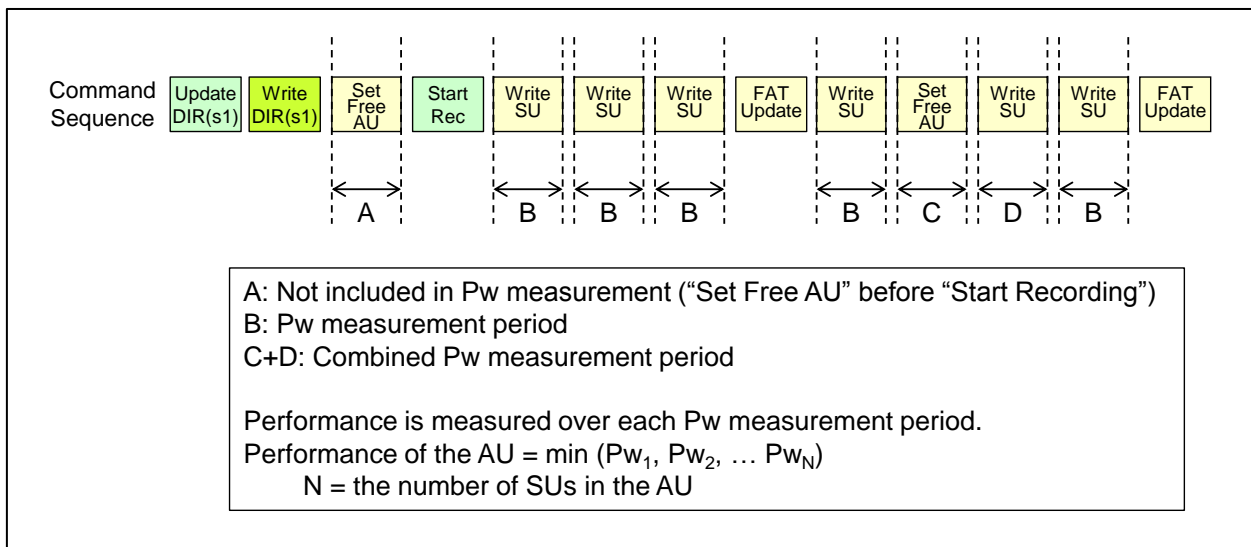 Command
Sequence
Update
DIR(s1)
Write
DIR(s1)
Set
Free
AU
Start
Rec
Write
SU
Write
SU
Write
SU
FAT
Update
Write
SU
Set
Free
AU
Write
SU
Write
SU
FAT
Update
A
B
B
B
B
C
D
B
A: Not included in Pw measurement (“Set Free AU” before “Start Recording”)
B: Pw measurement period
C+D: Combined Pw measurement period
Performance is measured over each Pw measurement period.
Performance of the AU = min (Pw₁, Pw₂, … Pw_N)
N = the number of SUs in the AU